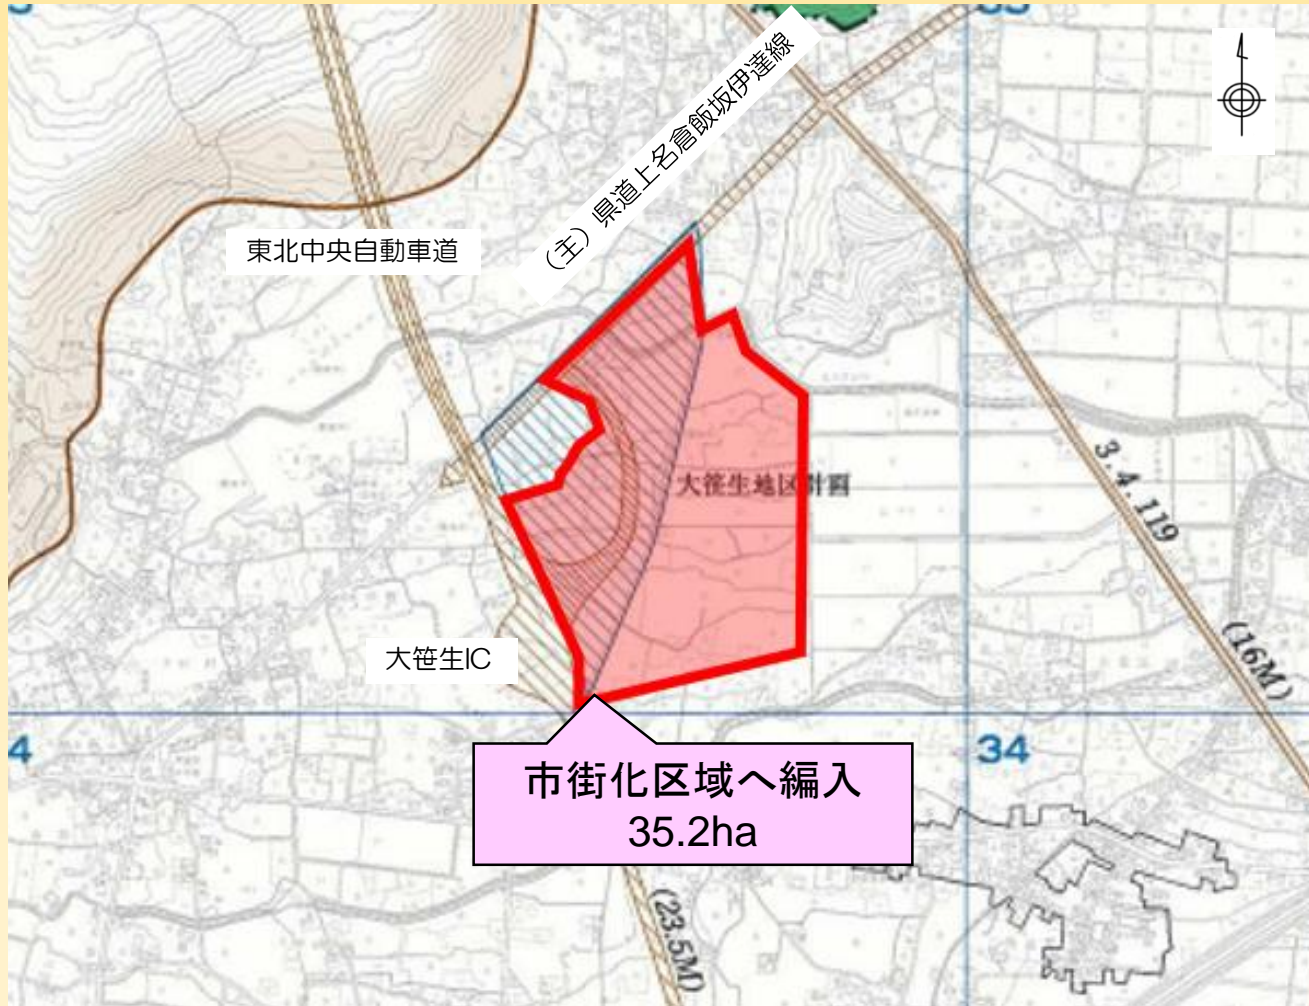 (主)県道上名倉飯坂伊達線
東北中央自動車道
大笹生地区計画
3.4.119
(16M)
大笹生IC
34
市街化区域へ編入
35.2ha
(23.5M)